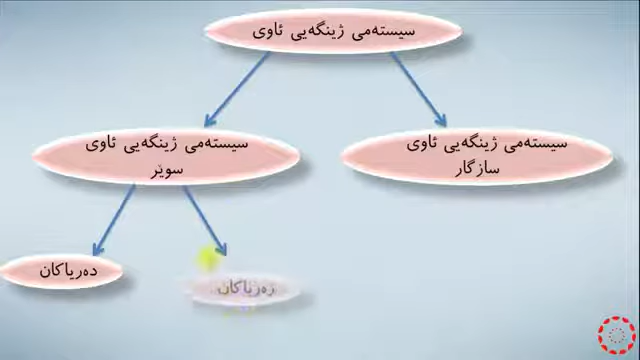 سیستەمی ژینگەیی ئاوی
سیستەمی ژینگەیی ئاوی
سازگار
سیستەمی ژینگەیی ئاوی
سوێر
دەریاکان
زەریاکان